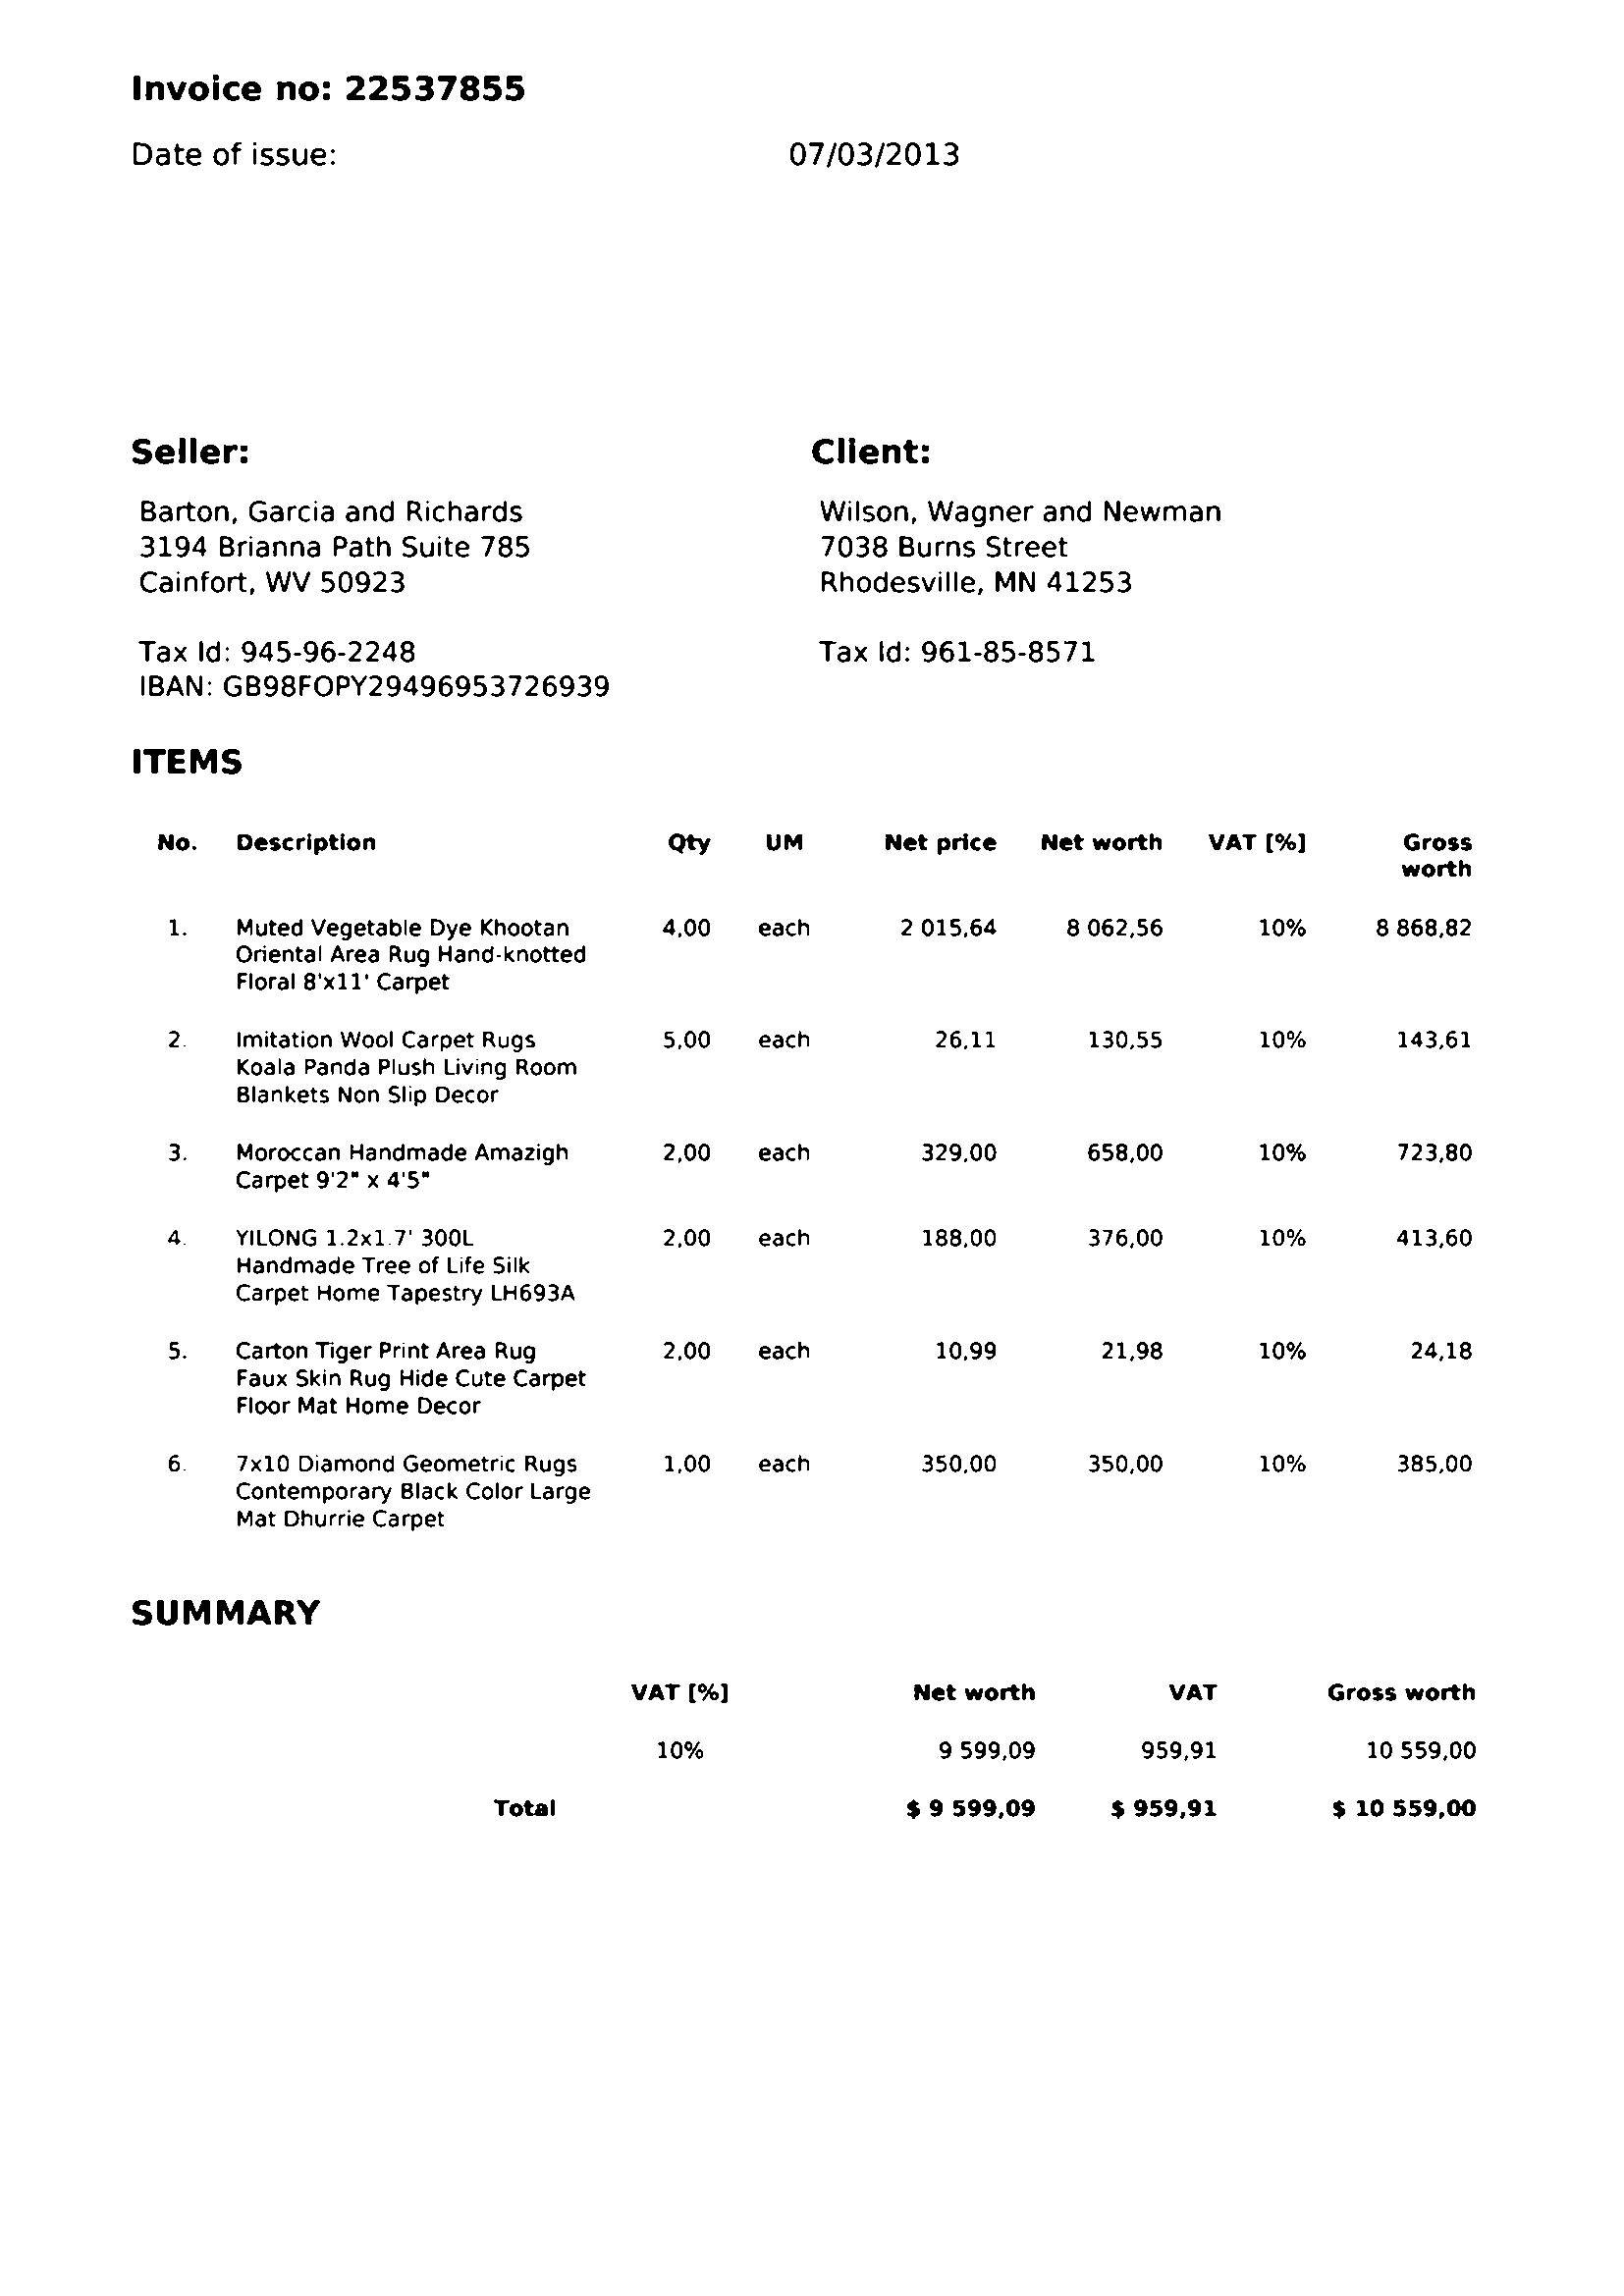 Invoice no: 22537855
Date of issue: 07/03/2013
Seller: Client:
Barton, Garcia and Richards Wilson, Wagner and Newman
3194 Brianna Path Suite 785 7038 Burns Street
Cainfort, WV 50923 Rhodesville, MN 41253
Tax Id: 945-96-2248 Tax Id: 961-85-8571
IBAN: GB98FOPY29496953726939
ITEMS
No. Description Qty UM Net price Net worth VAT [%] Gross
worth
1. Muted Vegetable Dye Khootan 4,00 each 2 015,64 8 062,56 10% 8 868,82
Oriental Area Rug Hand-knotted
Floral 8'x11' Carpet
2. Imitation Wool Carpet Rugs 5,00 each 26,11 130,55 10% 143,61
Koala Panda Plush Living Room
Blankets Non Slip Decor
3. Moroccan Handmade Amazigh 2,00 each 329,00 658,00 10% 723,80
Carpet 9'2" x 4'5"
4. YILONG 1.2x1.7' 300L 2,00 each 188,00 376,00 10% 413,60
Handmade Tree of Life Silk
Carpet Home Tapestry LH693A
5. Carton Tiger Print Area Rug 2,00 each 10,99 21,98 10% 24,18
Faux Skin Rug Hide Cute Carpet
Floor Mat Home Decor
6. 7x10 Diamond Geometric Rugs 1,00 each 350,00 350,00 10% 385,00
Contemporary Black Color Large
Mat Dhurrie Carpet
SUMMARY
VAT [%] Net worth VAT Gross worth
10% 9 599,09 959,91 10 559,00
Total $ 9 599,09 $ 959,91 $ 10 559,00